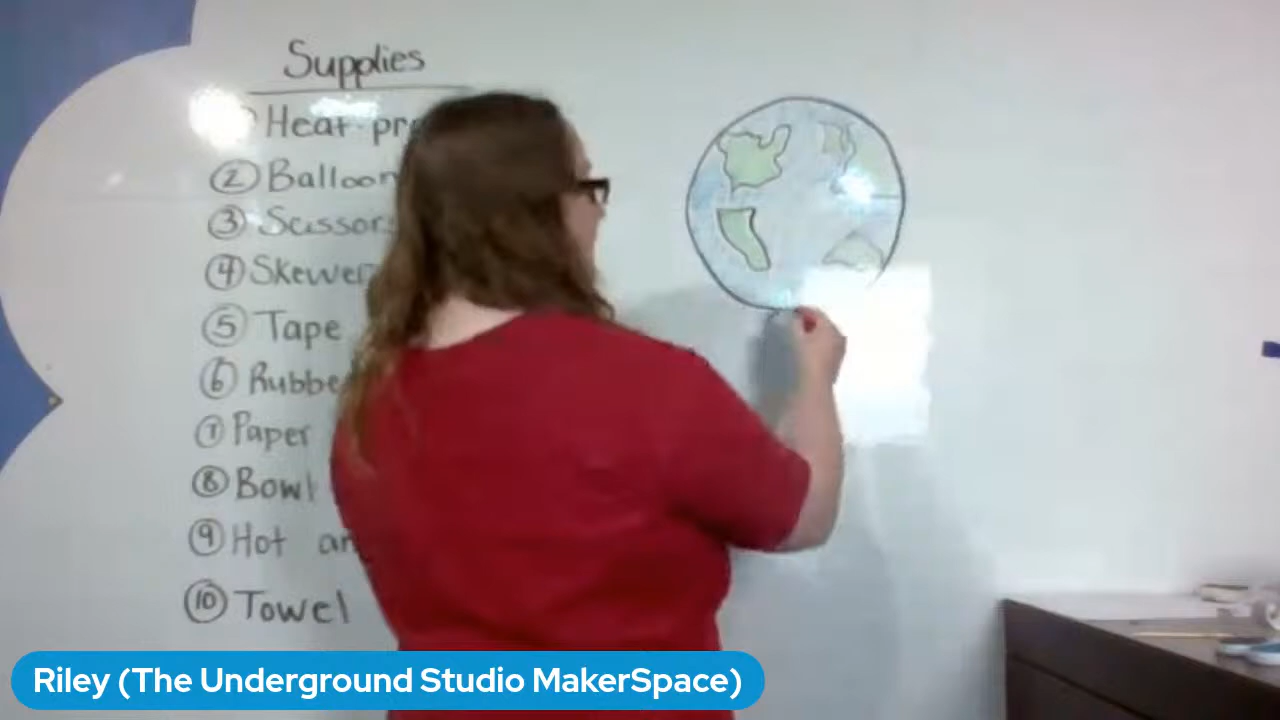 Supplies
Heat-
② Balloon
③ Scissors
④ Skewer
⑤ Tape
⑥
⑦ Paper
⑧ Bowl
⑨ Hot
⑩ Towel
Riley (The Underground Studio MakerSpace)